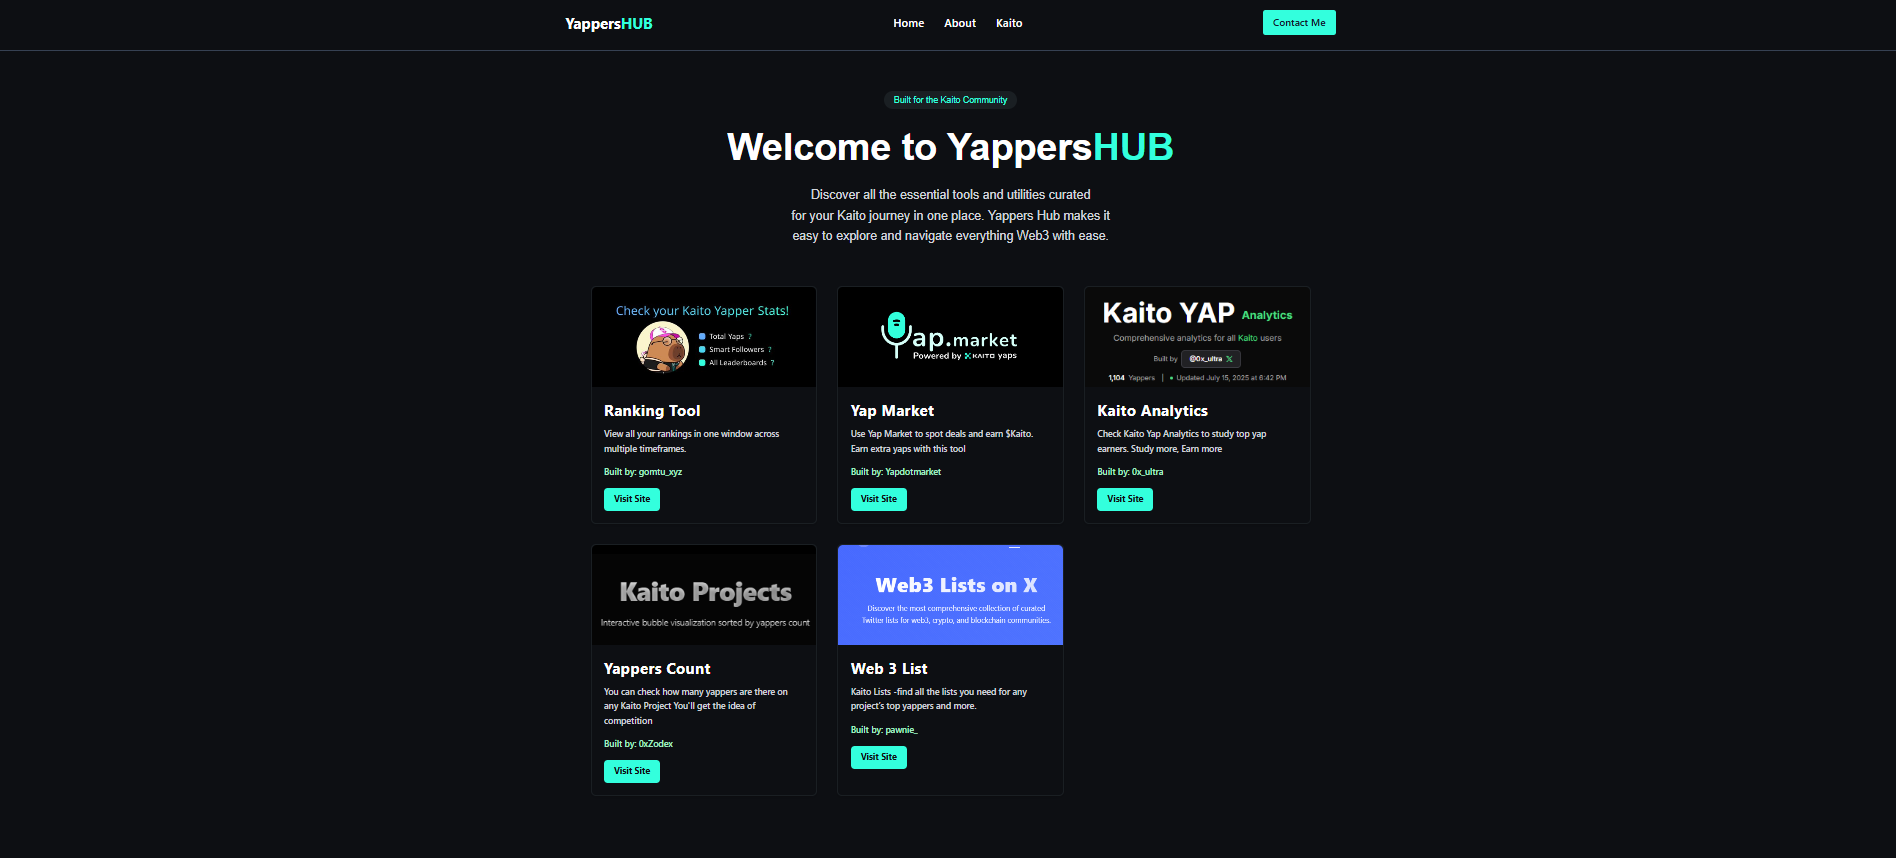 YappersHUB
Home About Kaito
Contact Me
Built for the Kaito Community
Welcome to YappersHUB
Discover all the essential tools and utilities curated
for your Kaito journey in one place. Yappers Hub makes it
easy to explore and navigate everything Web3 with ease.
Check your Kaito Yapper Stats!
Total Yaps ?
Smart Followers ?
All Leaderboards ?
Ranking Tool
View all your rankings in one window across
multiple timeframes.
Built by: gomtu_xyz
Visit Site
Yap.market
Powered by KAITO yaps
Yap Market
Use Yap Market to spot deals and earn $Kaito.
Earn extra yaps with this tool
Built by: Yapdotmarket
Visit Site
Kaito YAP Analytics
Comprehensive analytics for all Kaito users
Built by @0x_ultra X
1,104 Yappers | • Updated July 15, 2025 at 6:42 PM
Kaito Analytics
Check Kaito Yap Analytics to study top yap
earners. Study more, Earn more
Built by: 0x_ultra
Visit Site
Kaito Projects
Interactive bubble visualization sorted by yappers count
Yappers Count
You can check how many yappers are there on
any Kaito Project You'll get the idea of
competition
Built by: 0xZodex
Visit Site
Web3 Lists on X
Discover the most comprehensive collection of curated
Twitter lists for web3, crypto, and blockchain communities.
Web 3 List
Kaito Lists -find all the lists you need for any
project's top yappers and more.
Built by: pawnie_
Visit Site